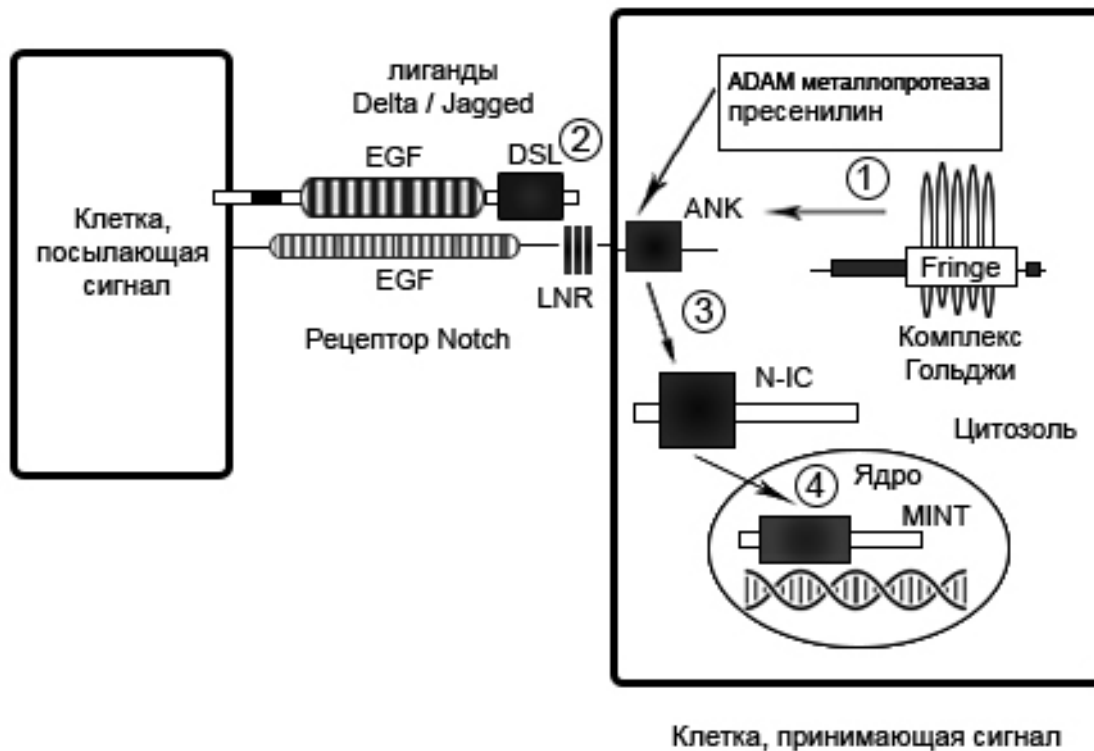 лиганды
Delta / Jagged
EGF
DSL
2
Клетка,
посылающая
сигнал
EGF
LNR
Рецептор Notch
ADAM металлопротеаза
пресенилин
1
ANK
Fringe
Комплекс
Гольджи
3
N-IC
Цитозоль
Ядро
4
MINT
Клетка, принимающая сигнал